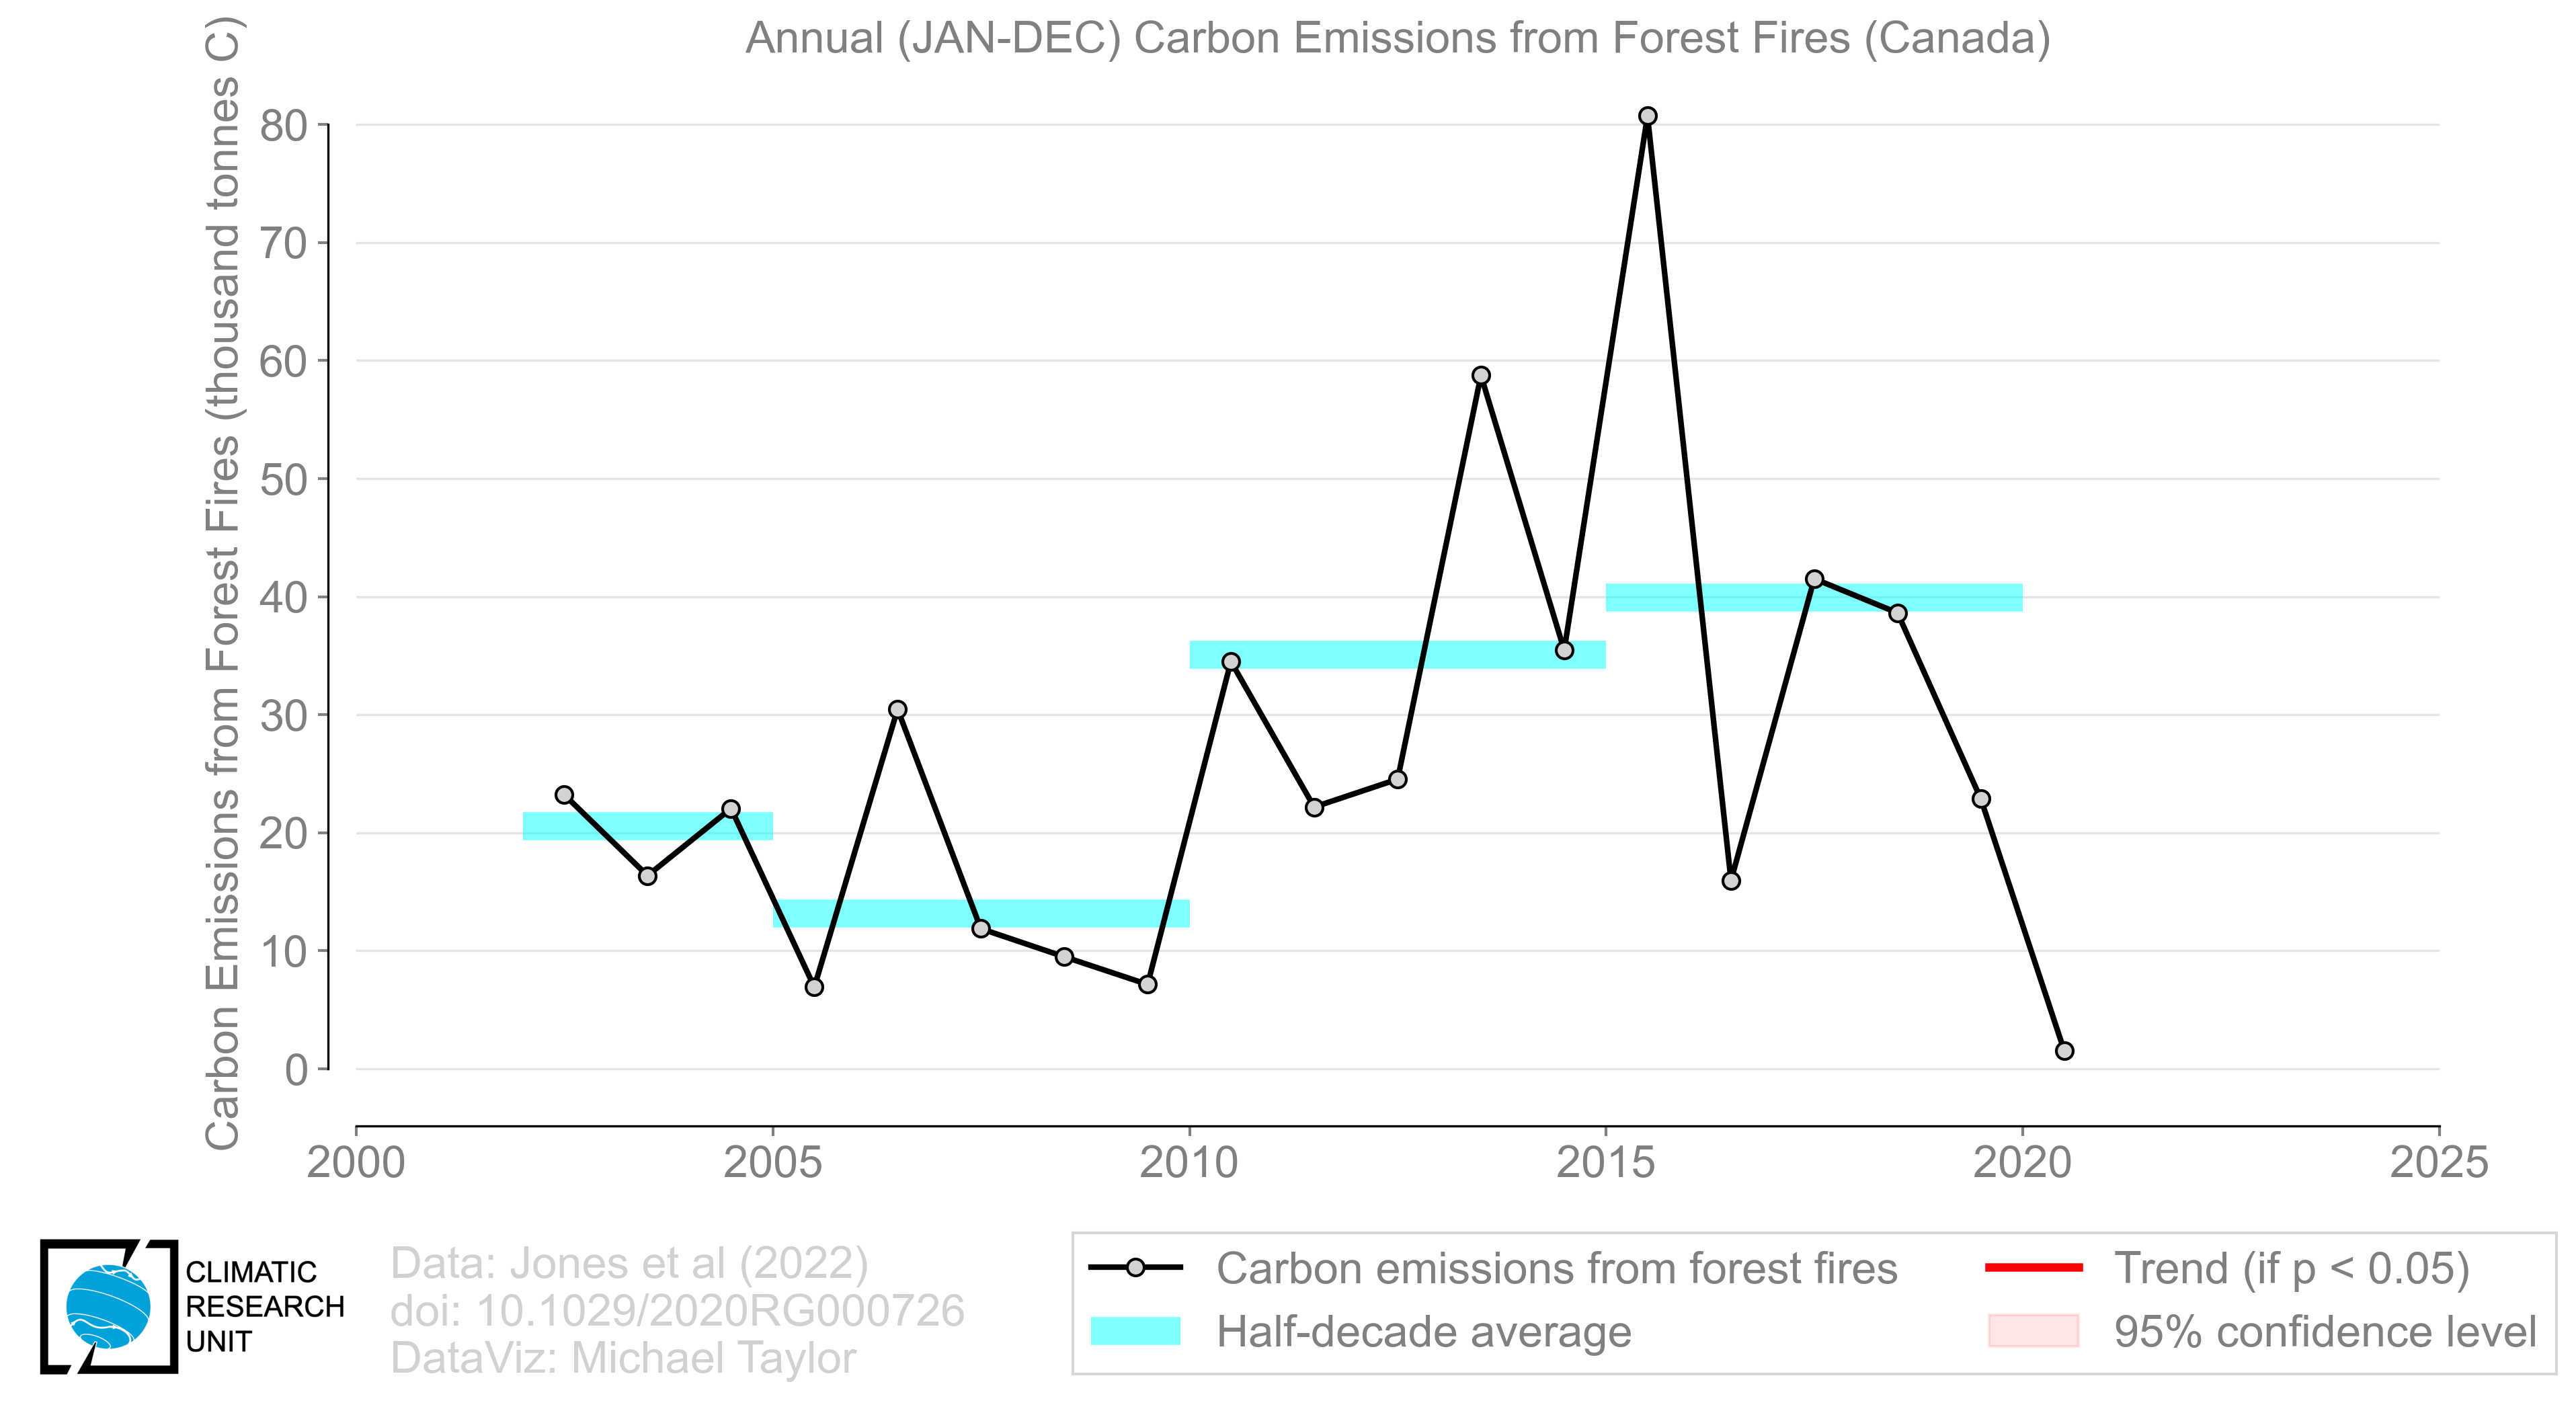 Annual (JAN-DEC) Carbon Emissions from Forest Fires (Canada)
Carbon Emissions from Forest Fires (thousand tonnes C)
80
70
60
50
40
30
20
10
0
2000 2005 2010 2015 2020 2025
CLIMATIC
RESEARCH
UNIT
Data: Jones et al (2022)
doi: 10.1029/2020RG000726
DataViz: Michael Taylor
Carbon emissions from forest fires
Half-decade average
Trend (if p < 0.05)
95% confidence level